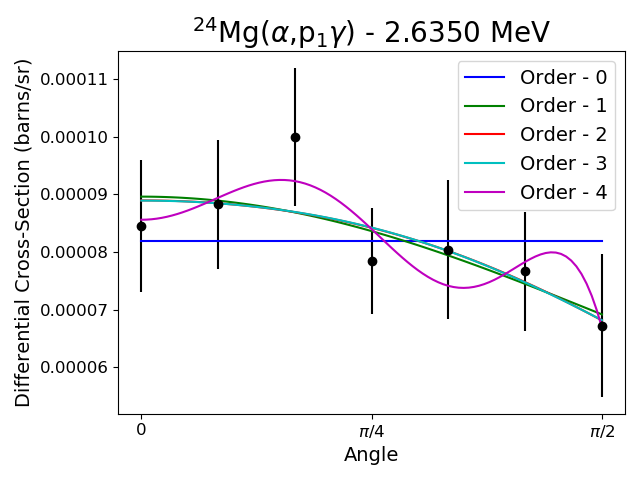 ²⁴Mg(α,p₁γ) - 2.6350 MeV
Differential Cross-Section (barns/sr)
0.00011
0.00010
0.00009
0.00008
0.00007
0.00006
Order - 0
Order - 1
Order - 2
Order - 3
Order - 4
0
π/4
π/2
Angle